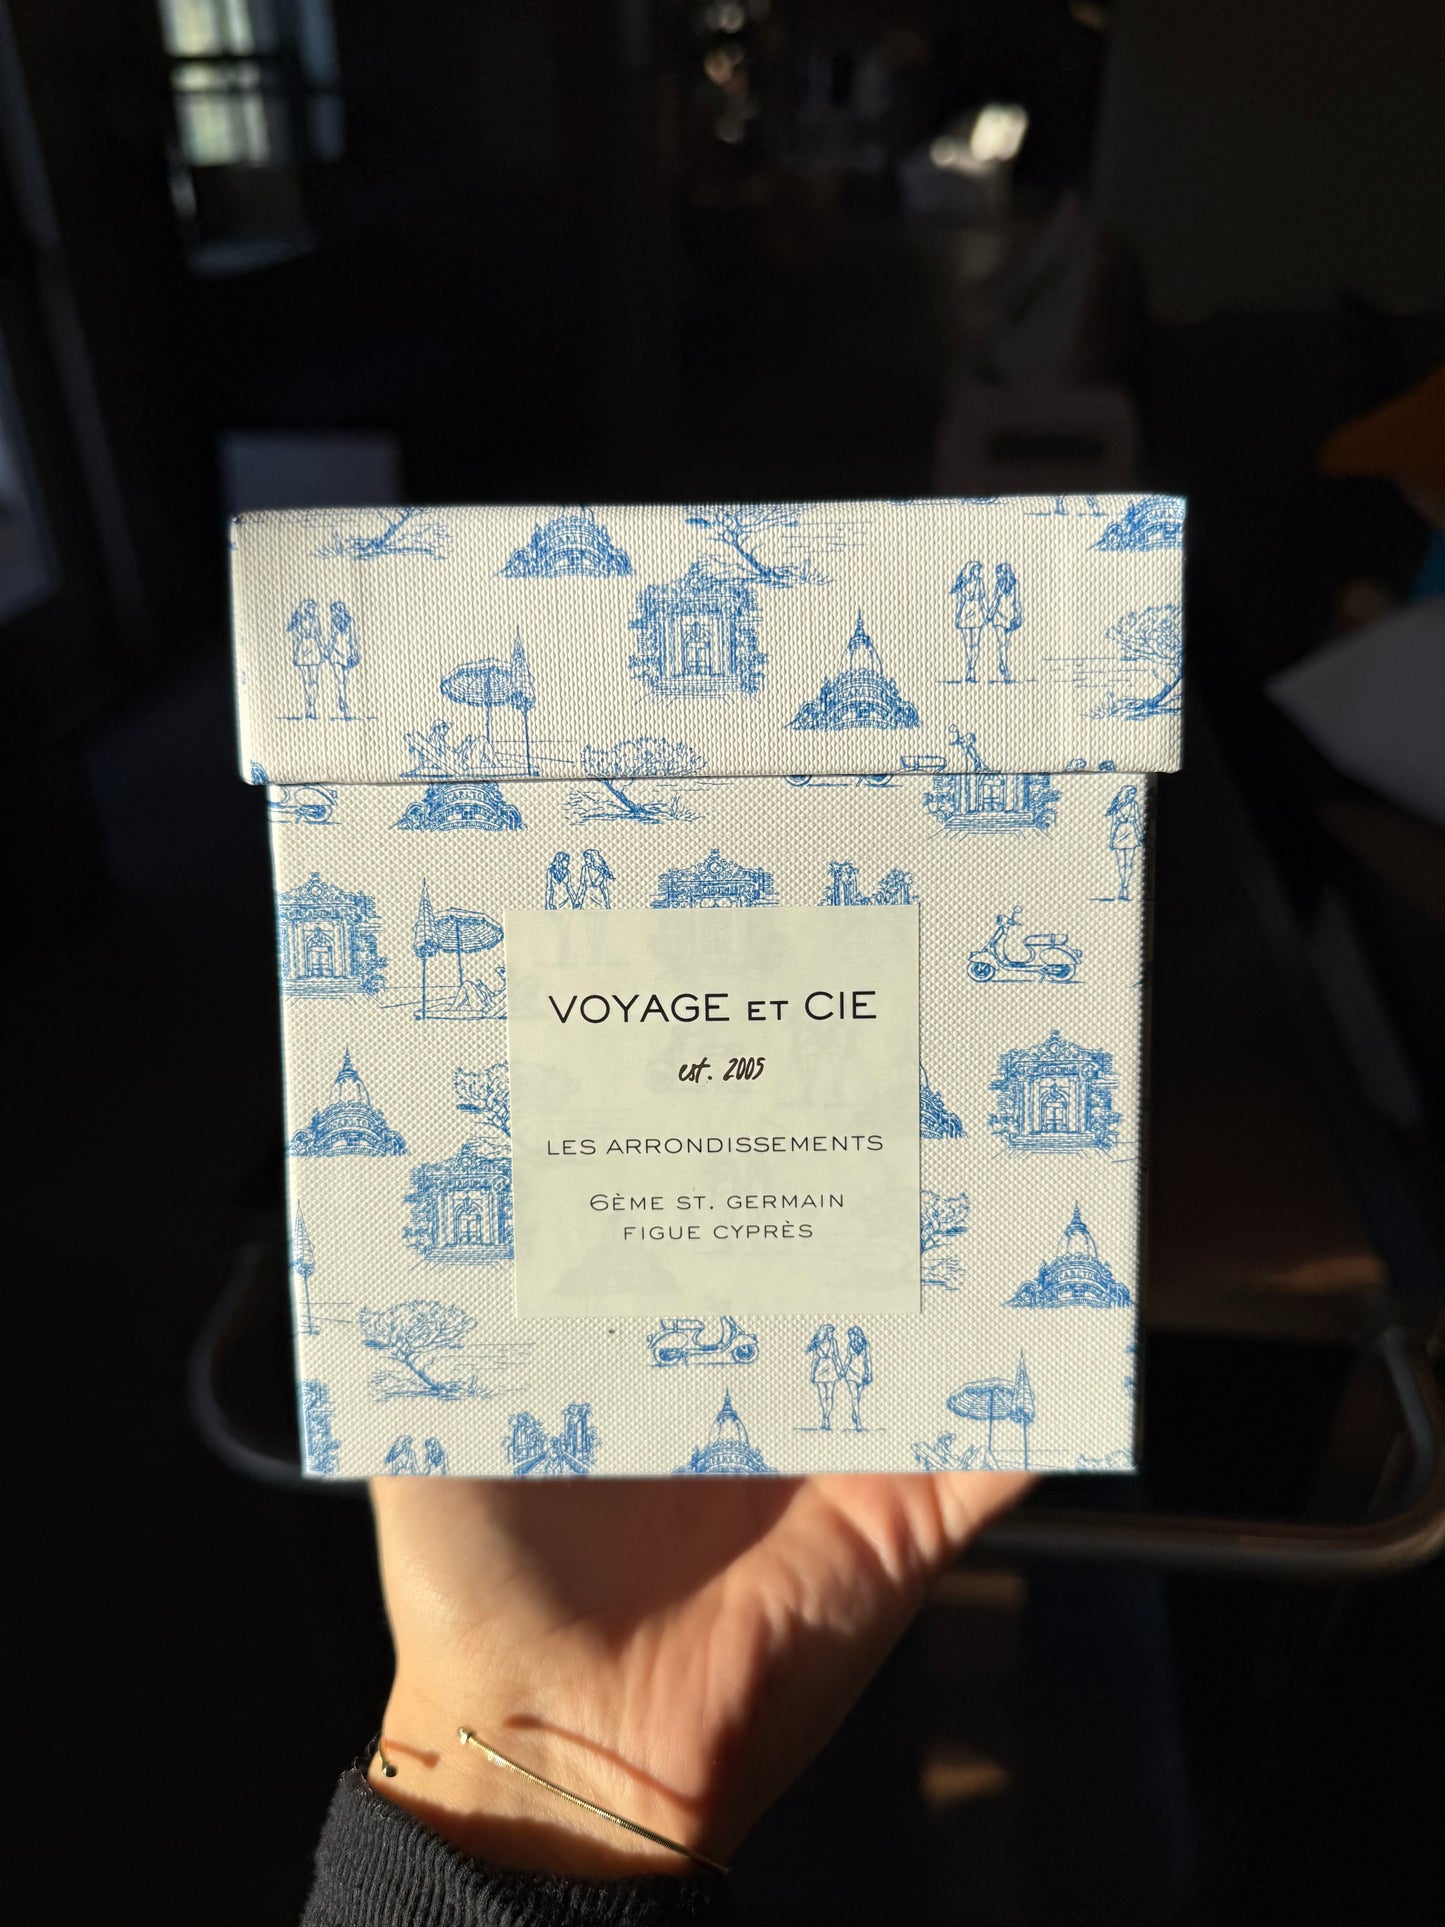 VOYAGE ET CIE
est. 2005
LES ARRONDISSEMENTS
6ÈME ST. GERMAIN
FIGUE CYPRÈS